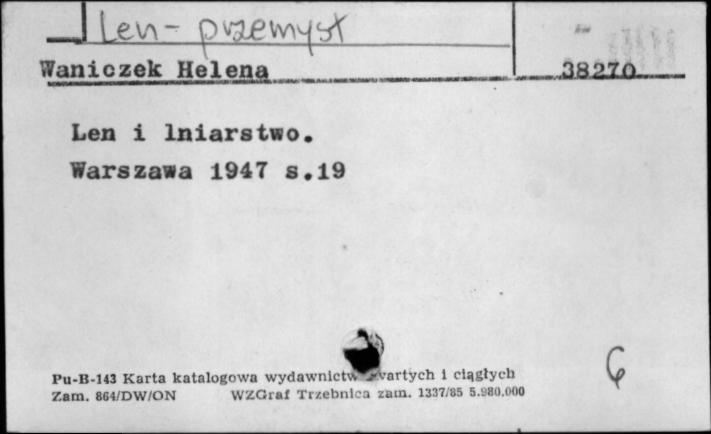 Len - przemysł
Waniczek Helena 38270
Len i lniarstwo.
Warszawa 1947 s.19
Pu-B-143 Karta katalogowa wydawnictw zwartych i ciągłych
Zam. 864/DW/ON WZGraf Trzebnica zam. 1337/85 5.980.000